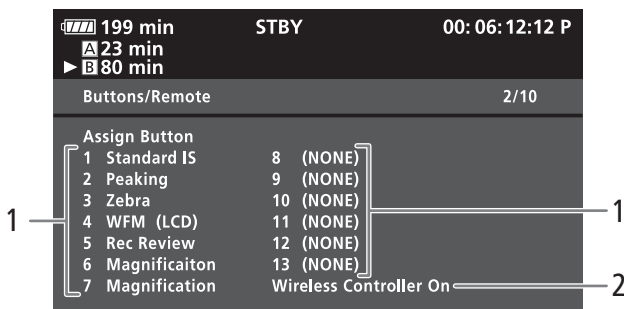 199 min STBY 00: 06: 12:12 P
A 23 min
B 80 min
Buttons/Remote 2/10
Assign Button
1 Standard IS 8 (NONE)
2 Peaking 9 (NONE)
3 Zebra 10 (NONE)
4 WFM (LCD) 11 (NONE)
5 Rec Review 12 (NONE)
6 Magnificaiton 13 (NONE)
7 Magnification Wireless Controller On
1
1
2